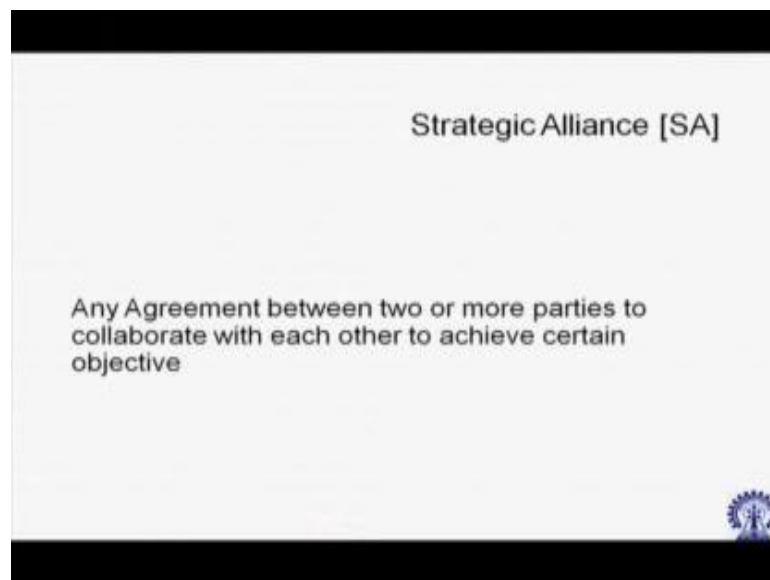 Strategic Alliance [SA]
Any Agreement between two or more parties to
collaborate with each other to achieve certain
objective